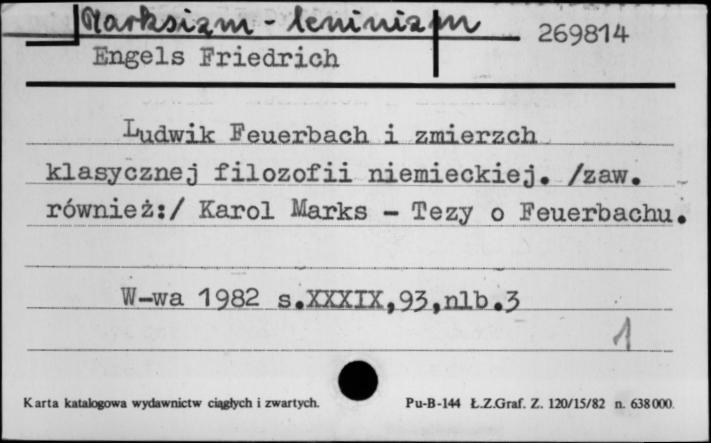 Marksizm - leninizm
269814
Engels Friedrich
Ludwik Feuerbach i zmierzch
klasycznej filozofii niemieckiej. /zaw.
również:/ Karol Marks - Tezy o Feuerbachu.
W-wa 1982 s.XXXIX,93,nlb.3
1
Karta katalogowa wydawnictw ciągłych i zwartych. Pu-B-144 Ł.Z.Graf. Z. 120/15/82 n. 638000.